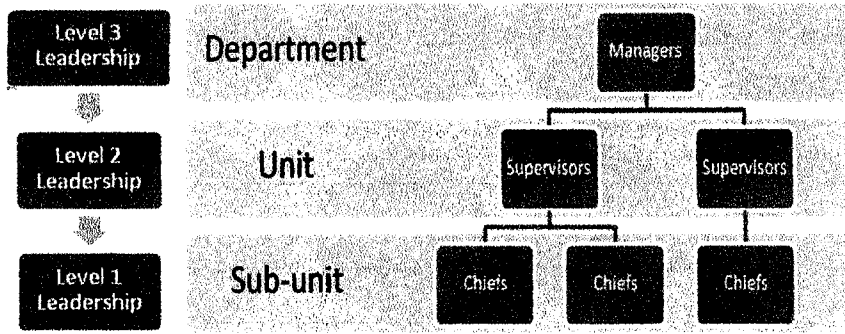 Level 3
Leadership
Department
Managers
Level 2
Leadership
Unit
Supervisors
Supervisors
Level 1
Leadership
Sub-unit
Chiefs
Chiefs
Chiefs